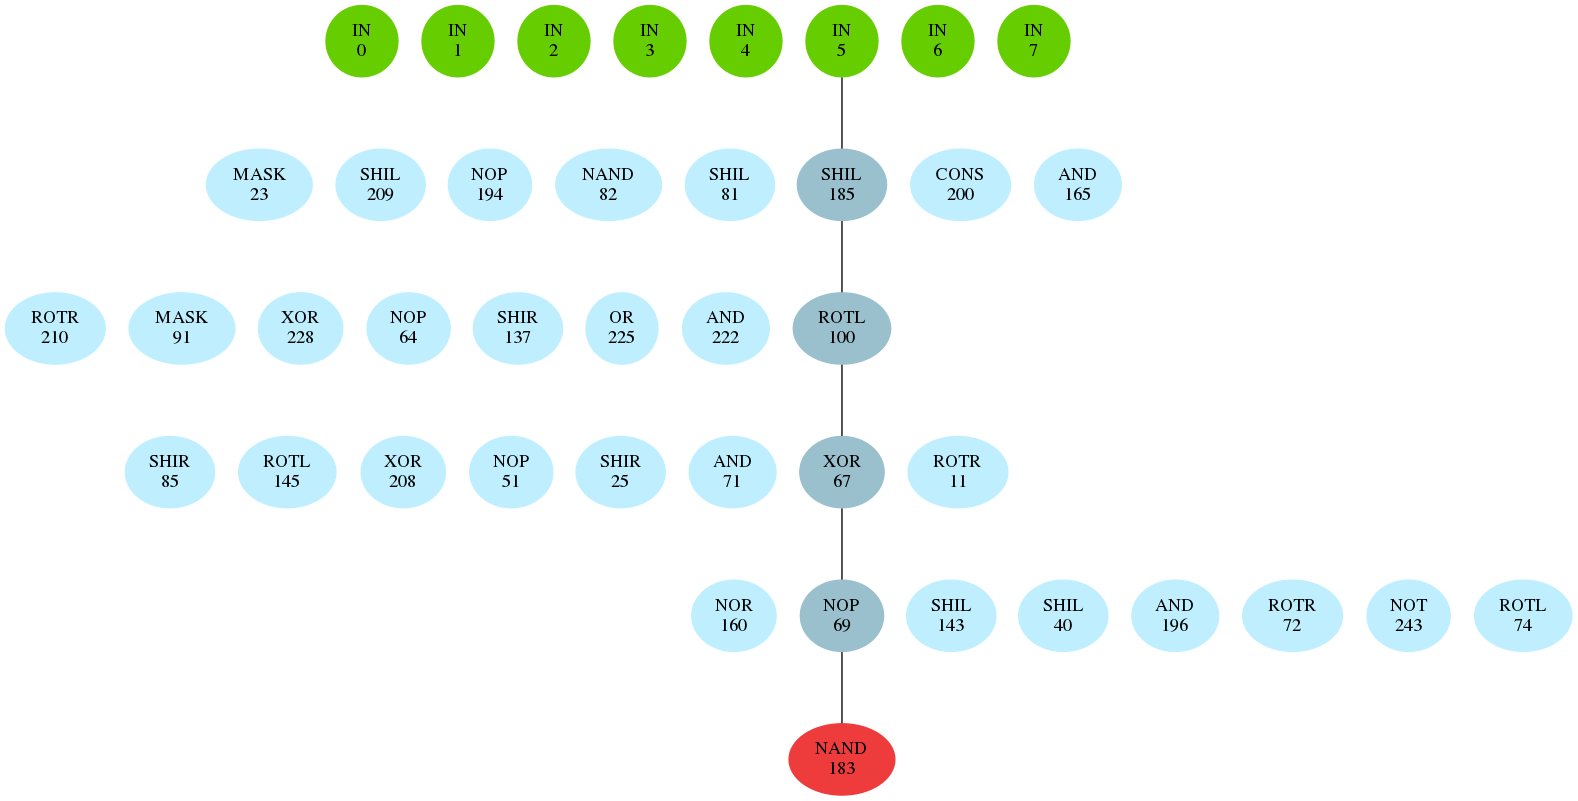 IN
0
IN
1
IN
2
IN
3
IN
4
IN
5
IN
6
IN
7
MASK
23
SHIL
209
NOP
194
NAND
82
SHIL
81
SHIL
185
CONS
200
AND
165
ROTR
210
MASK
91
XOR
228
NOP
64
SHIR
137
OR
225
AND
222
ROTL
100
SHIR
85
ROTL
145
XOR
208
NOP
51
SHIR
25
AND
71
XOR
67
ROTR
11
NOR
160
NOP
69
SHIL
143
SHIL
40
AND
196
ROTR
72
NOT
243
ROTL
74
NAND
183